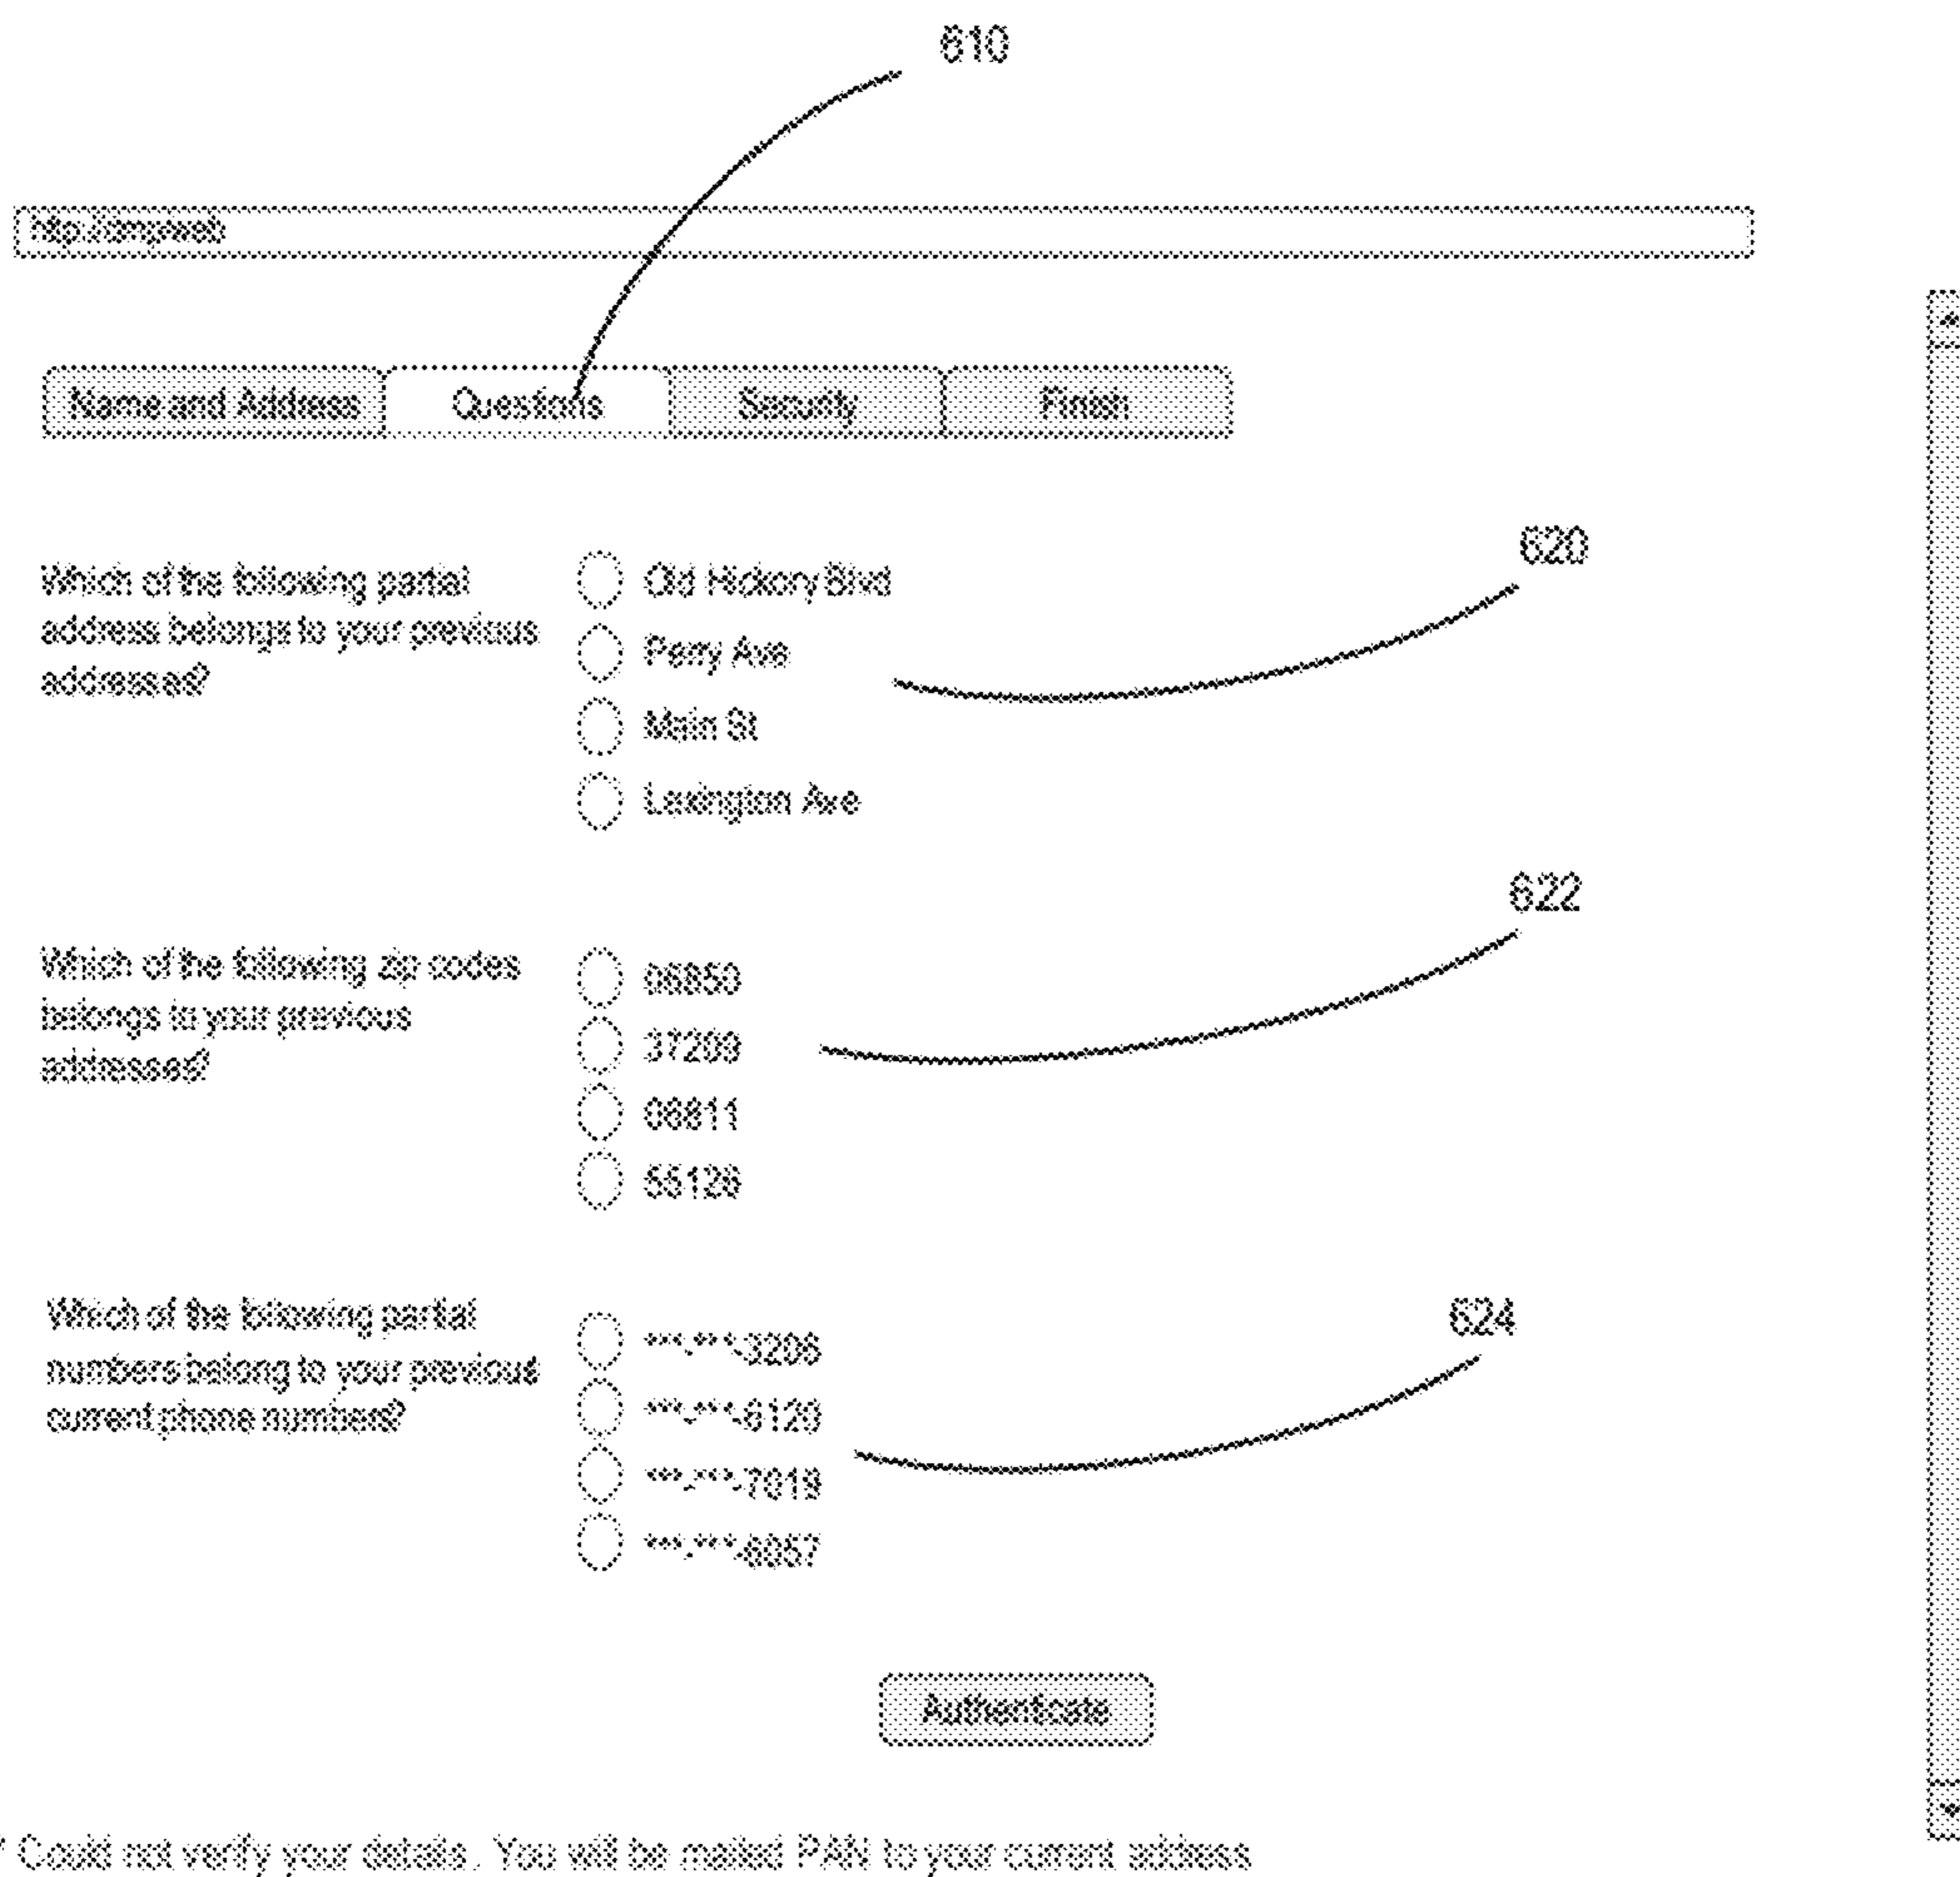 610
Name and Address Questions Security Finish
620
Which of the following partial
address belongs to your previous
addresses?
Old Hickory Blvd
Perry Ave
Main St
Lexington Ave
622
Which of the following zip codes
belongs to your previous
addresses?
06850
37209
06811
55128
624
Which of the following partial
numbers belong to your previous
current phone numbers?
***-***-3206
***-***-6129
***-***-7019
***-***-6057
Authenticate
* Could not verify your details. You will be mailed PAN to your current address